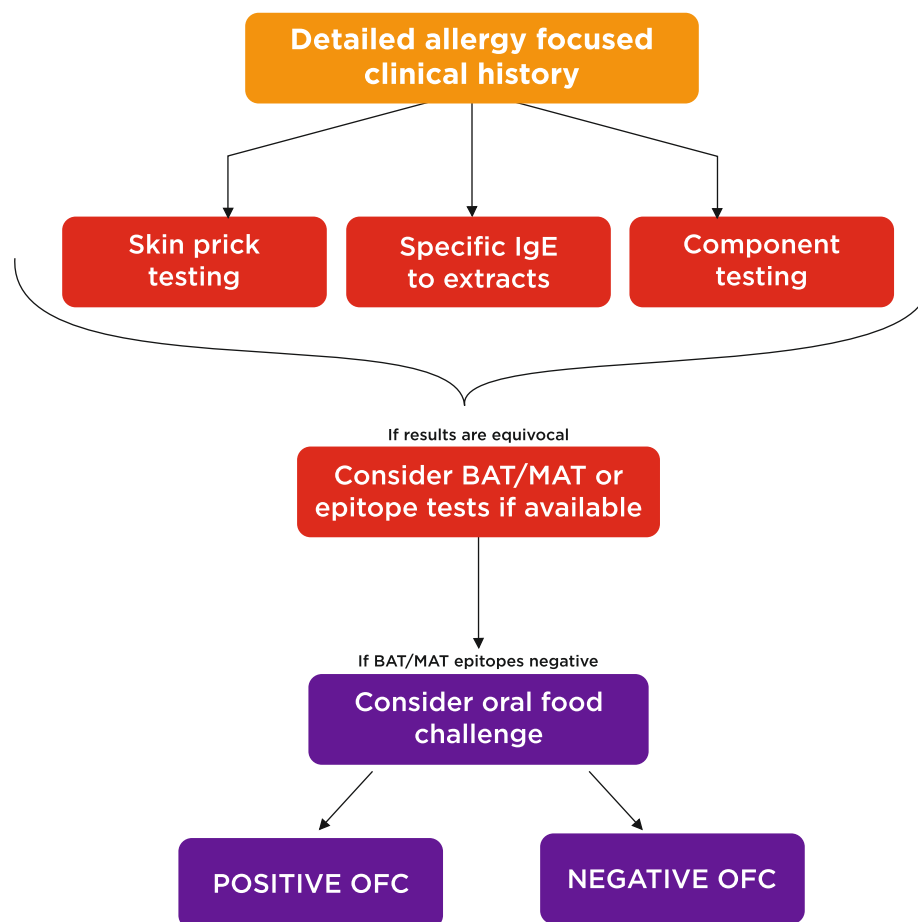 Detailed allergy focused
clinical history
Skin prick
testing
Specific IgE
to extracts
Component
testing
If results are equivocal
Consider BAT/MAT or
epitope tests if available
If BAT/MAT epitopes negative
Consider oral food
challenge
POSITIVE OFC
NEGATIVE OFC